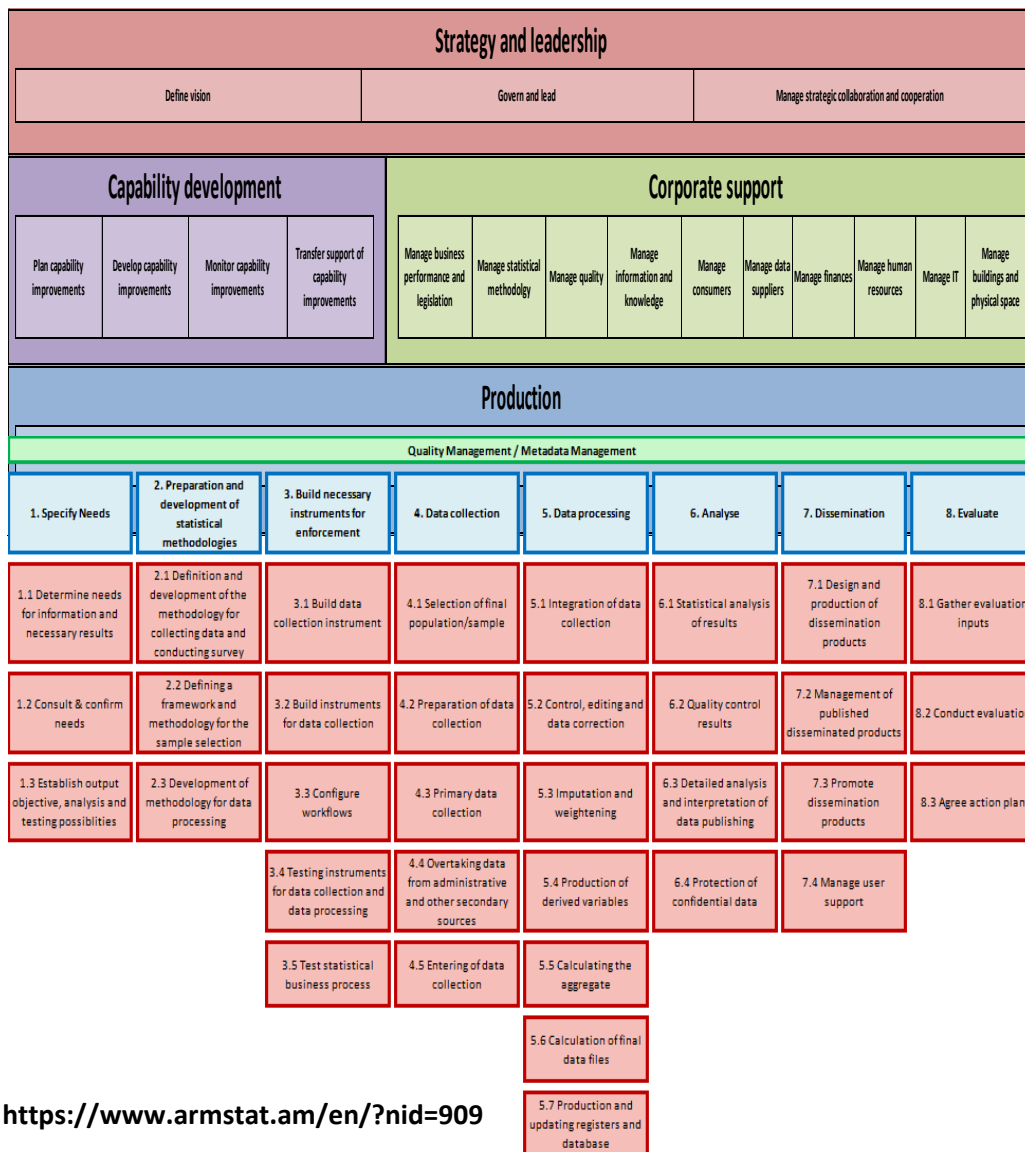 Strategy and leadership
Define vision
Govern and lead
Manage strategic collaboration and cooperation
Capability development
Plan capability
improvements
Develop capability
improvements
Monitor capability
improvements
Transfer support of
capability
improvements
Corporate support
Manage business
performance and
legislation
Manage statistical
methodolgy
Manage quality
Manage
information and
knowledge
Manage
consumers
Manage data
suppliers
Manage finances
Manage human
resources
Manage IT
Manage
buildings and
physical space
Production
Quality Management / Metadata Management
1. Specify Needs
2. Preparation and
development of
statistical
methodologies
3. Build necessary
instruments for
enforcement
4. Data collection
5. Data processing
6. Analyse
7. Dissemination
8. Evaluate
1.1 Determine needs
for information and
necessary results
2.1 Definition and
development of the
methodology for
collecting data and
conducting survey
3.1 Build data
collection instrument
4.1 Selection of final
population/sample
5.1 Integration of data
collection
6.1 Statistical analysis
of results
7.1 Design and
production of
dissemination
products
8.1 Gather evaluation
inputs
1.2 Consult & confirm
needs
2.2 Defining a
framework and
methodology for the
sample selection
3.2 Build instruments
for data collection
4.2 Preparation of data
collection
5.2 Control, editing and
data correction
6.2 Quality control
results
7.2 Management of
published
disseminated products
8.2 Conduct evaluation
1.3 Establish output
objective, analysis and
testing possiblities
2.3 Development of
methodology for data
processing
3.3 Configure
workflows
4.3 Primary data
collection
5.3 Imputation and
weighting
6.3 Detailed analysis
and interpretation of
data publishing
7.3 Promote
dissemination
products
8.3 Agree action plan
3.4 Testing instruments
for data collection and
data processing
4.4 Overtaking data
from administrative
and other secondary
sources
5.4 Production of
derived variables
6.4 Protection of
confidential data
7.4 Manage user
support
3.5 Test statistical
business process
4.5 Entering of data
collection
5.5 Calculating the
aggregate
5.6 Calculation of final
data files
5.7 Production and
updating registers and
database
https://www.armstat.am/en/?nid=909